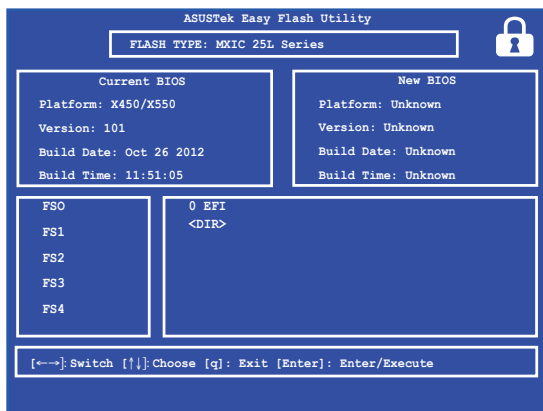 ASUSTek Easy Flash Utility
FLASH TYPE: MXIC 25L Series
Current BIOS
Platform: X450/X550
Version: 101
Build Date: Oct 26 2012
Build Time: 11:51:05
New BIOS
Platform: Unknown
Version: Unknown
Build Date: Unknown
Build Time: Unknown
FSO
FS1
FS2
FS3
FS4
0 EFI
<DIR>
[←→]: Switch [↑↓]: Choose [q]: Exit [Enter]: Enter/Execute